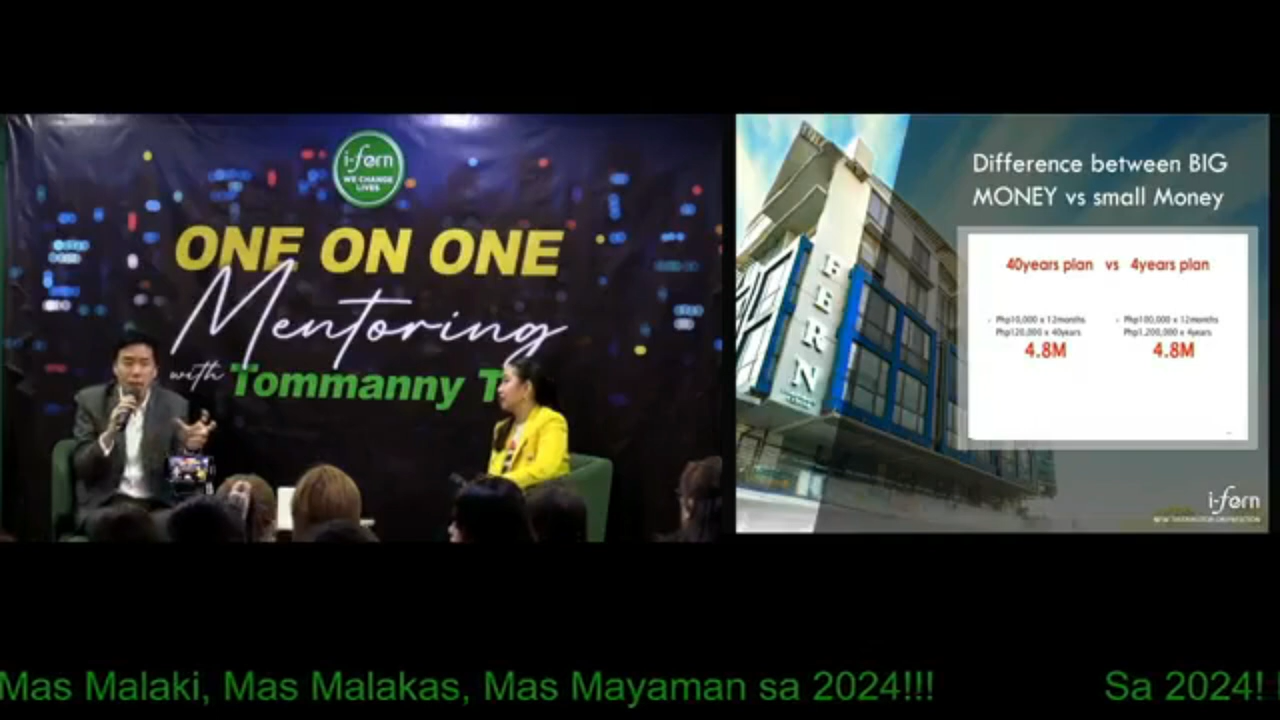 i-fern
WE CHANGE
LIVES
ONE ON ONE
Mentoring
with Tommanny T
Difference between BIG
MONEY vs small Money
40years plan vs 4years plan
Php10,000 x 12months
Php120,000 x 40years
4.8M
Php100,000 x 12months
Php1,200,000 x 4years
4.8M
FERN
i-fern
Mas Malaki, Mas Malakas, Mas Mayaman sa 2024!!!
Sa 2024!